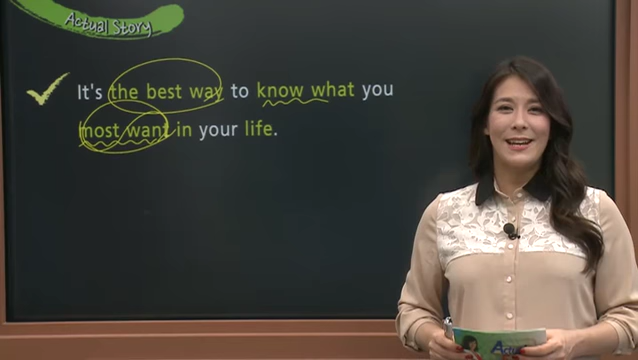 Actual Story
It's the best way to know what you
most want in your life.